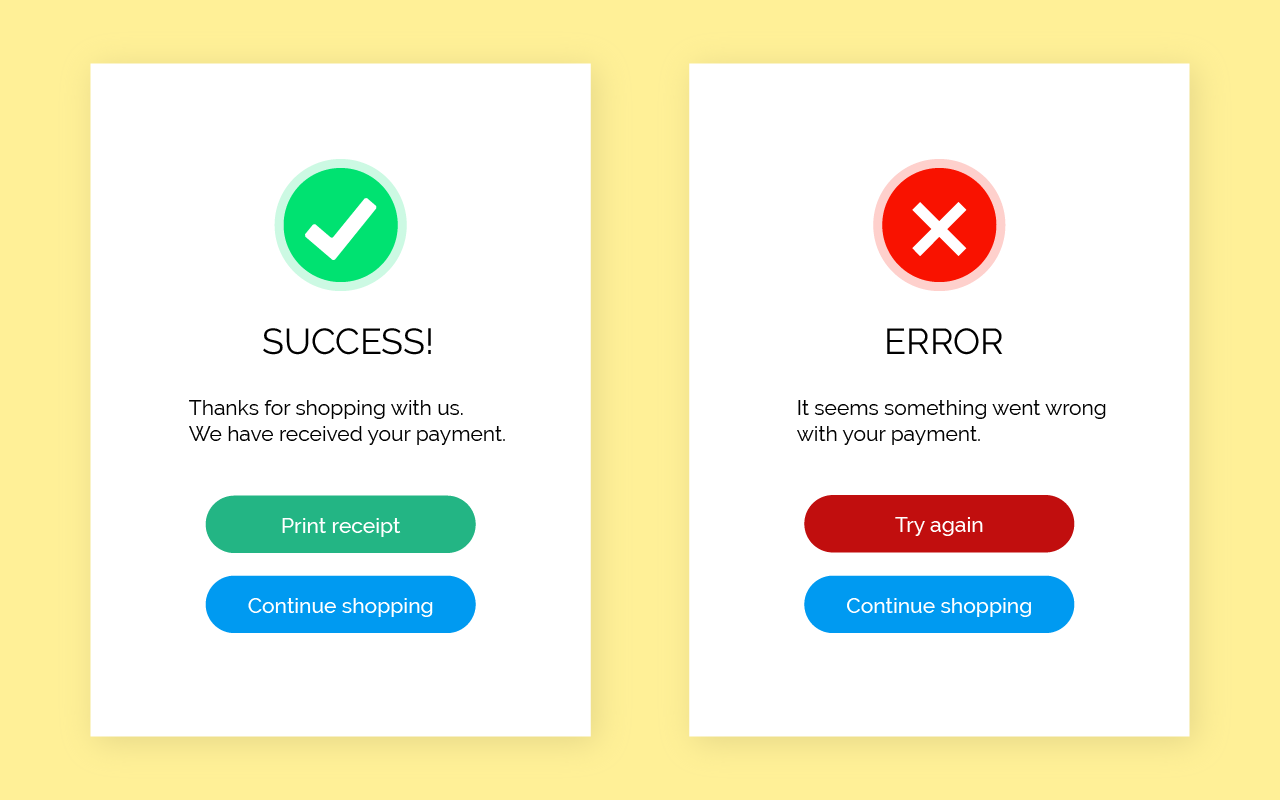 SUCCESS!
Thanks for shopping with us.
We have received your payment.
Print receipt
Continue shopping
ERROR
It seems something went wrong
with your payment.
Try again
Continue shopping